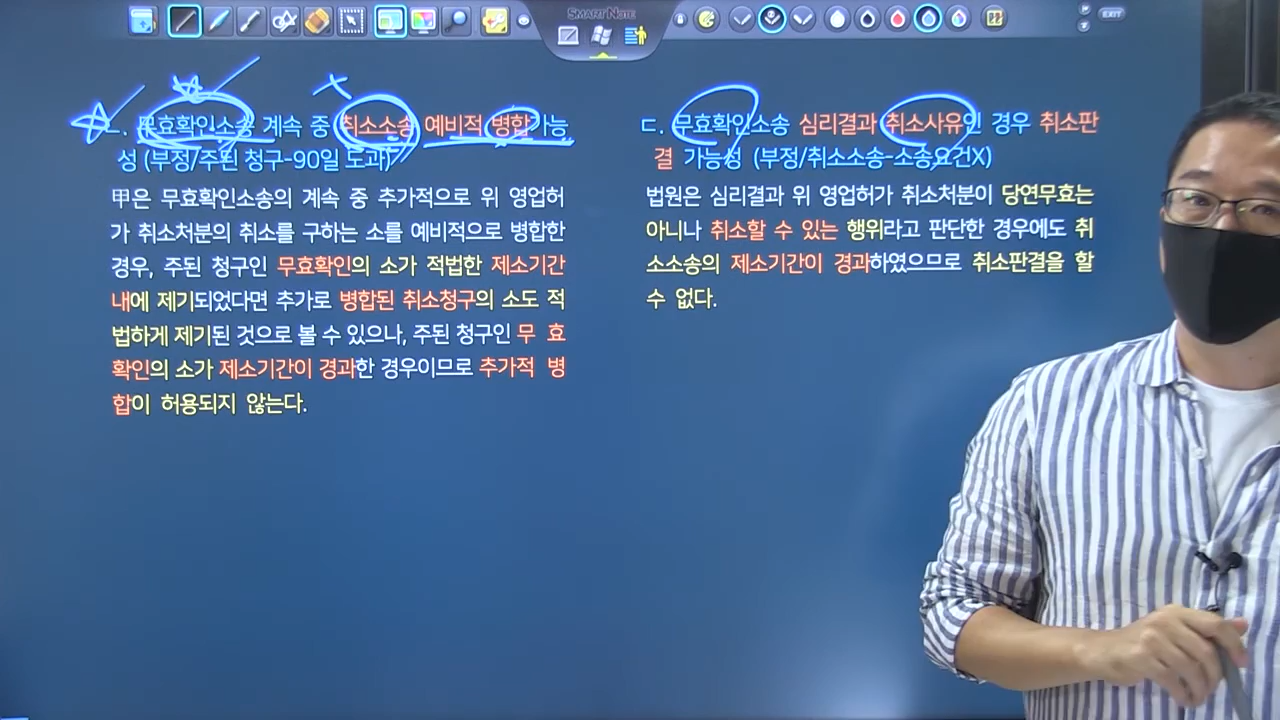 SMART NOTE
EXIT
ㄴ. 무효확인소송 계속 중 취소소송 예비적 병합가능
성 (부정/주된 청구-90일 도과)
甲은 무효확인소송의 계속 중 추가적으로 위 영업허
가 취소처분의 취소를 구하는 소를 예비적으로 병합한
경우, 주된 청구인 무효확인의 소가 적법한 제소기간
내에 제기되었다면 추가로 병합된 취소청구의 소도 적
법하게 제기된 것으로 볼 수 있으나, 주된 청구인 무 효
확인의 소가 제소기간이 경과한 경우이므로 추가적 병
합이 허용되지 않는다.
ㄷ. 무효확인소송 심리결과 취소사유인 경우 취소판
결 가능성 (부정/취소소송-소송요건X)
법원은 심리결과 위 영업허가 취소처분이 당연무효는
아니나 취소할 수 있는 행위라고 판단한 경우에도 취
소소송의 제소기간이 경과하였으므로 취소판결을 할
수 없다.